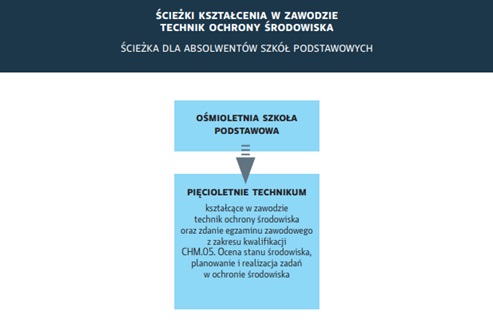 ŚCIEŻKI KSZTAŁCENIA W ZAWODZIE
TECHNIK OCHRONY ŚRODOWISKA
ŚCIEŻKA DLA ABSOLWENTÓW SZKÓŁ PODSTAWOWYCH
OŚMIOLETNIA SZKOŁA
PODSTAWOWA
PIĘCIOLETNIE TECHNIKUM
kształcące w zawodzie
technik ochrony środowiska
oraz zdanie egzaminu zawodowego
z zakresu kwalifikacji
CHM.05. Ocena stanu środowiska,
planowanie i realizacja zadań
w ochronie środowiska